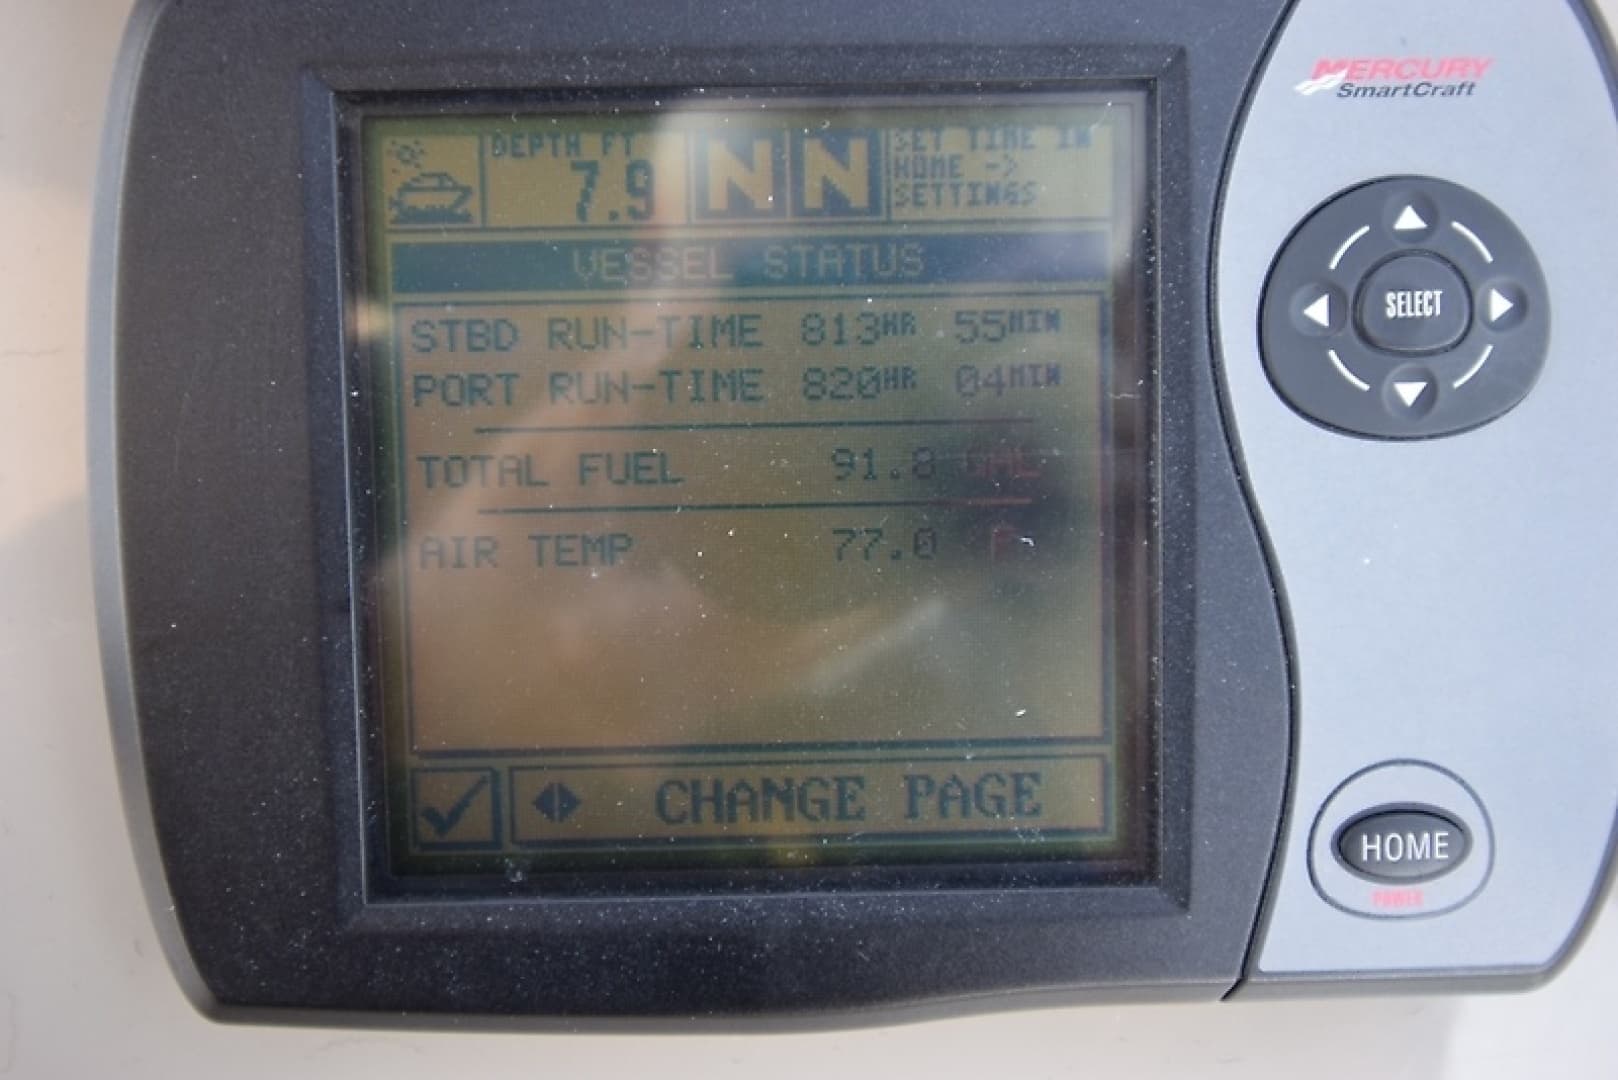 MERCURY
SmartCraft
DEPTH FT
7.9
N N
SET TIME IN
HOME ->
SETTINGS
VESSEL STATUS
STBD RUN-TIME 813HR 55MIN
PORT RUN-TIME 820HR 04MIN
TOTAL FUEL 91.8 GAL
AIR TEMP 77.0 F
CHANGE PAGE
SELECT
HOME
POWER